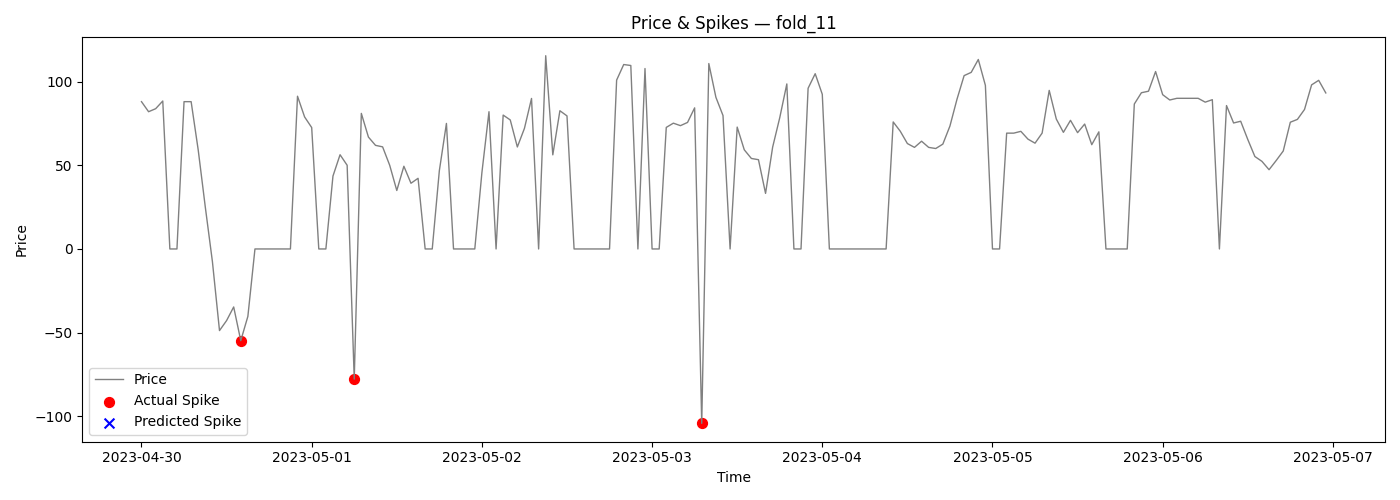 Price & Spikes — fold_11
Price
100
50
0
−50
−100
Price
Actual Spike
Predicted Spike
2023-04-30
2023-05-01
2023-05-02
2023-05-03
2023-05-04
2023-05-05
2023-05-06
2023-05-07
Time